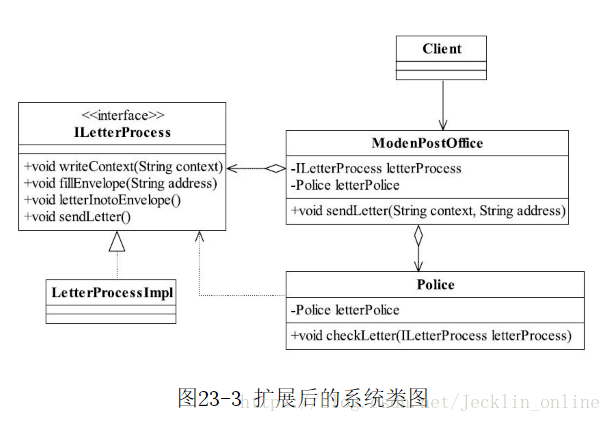 Client
<<interface>>
ILetterProcess
+void writeContext(String context)
+void fillEnvelope(String address)
+void letterInotoEnvelope()
+void sendLetter()
ModenPostOffice
-ILetterProcess letterProcess
-Police letterPolice
+void sendLetter(String context, String address)
LetterProcessImpl
Police
-Police letterPolice
+void checkLetter(ILetterProcess letterProcess)
图23-3 扩展后的系统类图
http://blog.csdn.net/Jecklin_online